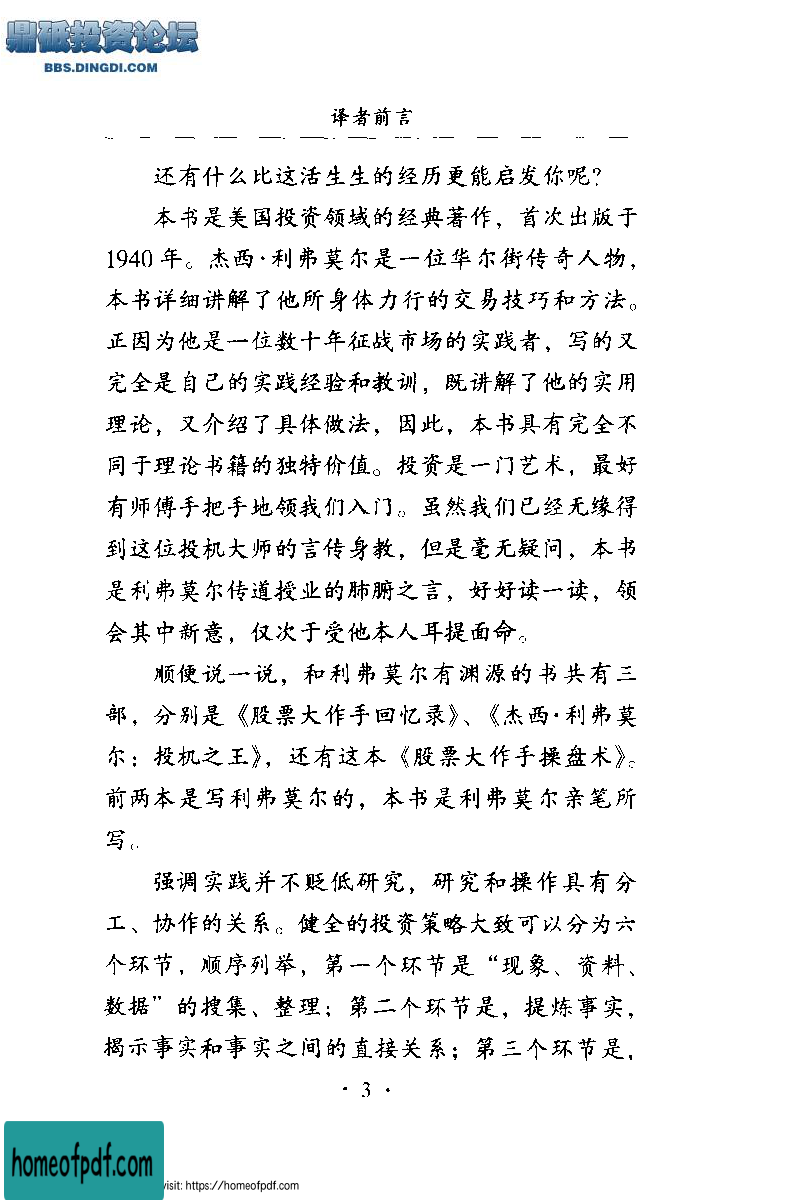 鼎砥投资论坛
BBS.DINGDI.COM
译者前言
还有什么比这活生生的经历更能启发你呢?
本书是美国投资领域的经典著作，首次出版于
1940年。杰西·利弗莫尔是一位华尔街传奇人物，
本书详细讲解了他所身体力行的交易技巧和方法。
正因为他是一位数十年征战市场的实践者，写的又
完全是自己的实践经验和教训，既讲解了他的实用
理论，又介绍了具体做法，因此，本书具有完全不
同于理论书籍的独特价值。投资是一门艺术，最好
有师傅手把手地领我们入门。虽然我们已经无缘得
到这位投机大师的言传身教，但是毫无疑问，本书
是利弗莫尔传道授业的肺腑之言，好好读一读，领
会其中新意，仅次于受他本人耳提面命。
顺便说一说，和利弗莫尔有渊源的书共有三
部，分别是《股票大作手回忆录》、《杰西·利弗莫
尔：投机之王》，还有这本《股票大作手操盘术》。
前两本是写利弗莫尔的，本书是利弗莫尔亲笔所
写。
强调实践并不贬低研究，研究和操作具有分
工、协作的关系。健全的投资策略大致可以分为六
个环节，顺序列举，第一个环节是“现象、资料、
数据”的搜集、整理；第二个环节是，提炼事实，
揭示事实和事实之间的直接关系；第三个环节是，
· 3 ·
homeofpdf.com
visit: https://homeofpdf.com